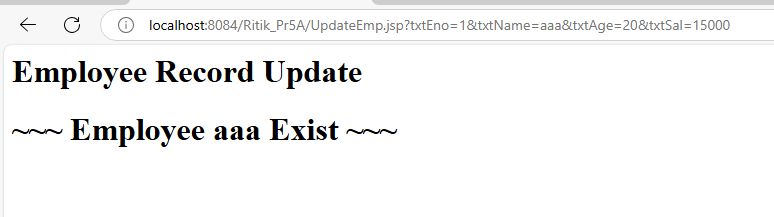 localhost:8084/Ritik_Pr5A/UpdateEmp.jsp?txtEno=1&txtName=aaa&txtAge=20&txtSal=15000
Employee Record Update
~~~ Employee aaa Exist ~~~